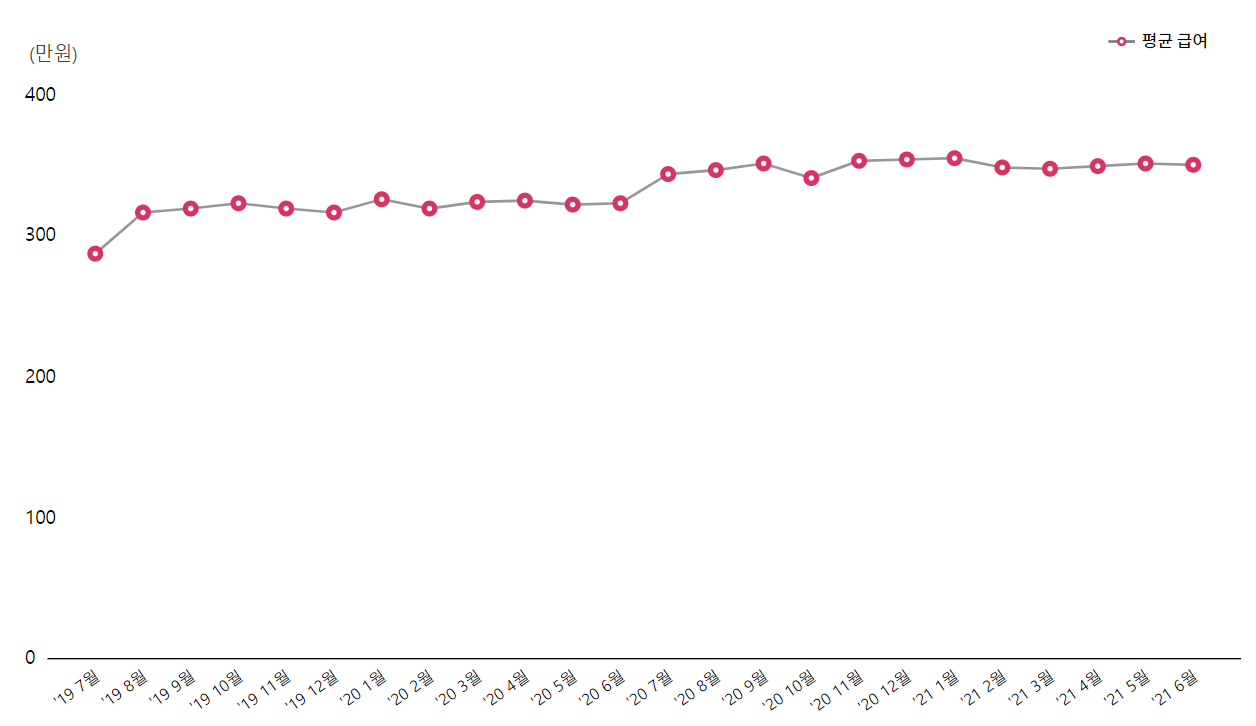 평균 급여
(만원)
400
300
200
100
0
'19 7월
'19 8월
'19 9월
'19 10월
'19 11월
'19 12월
'20 1월
'20 2월
'20 3월
'20 4월
'20 5월
'20 6월
'20 7월
'20 8월
'20 9월
'20 10월
'20 11월
'20 12월
'21 1월
'21 2월
'21 3월
'21 4월
'21 5월
'21 6월